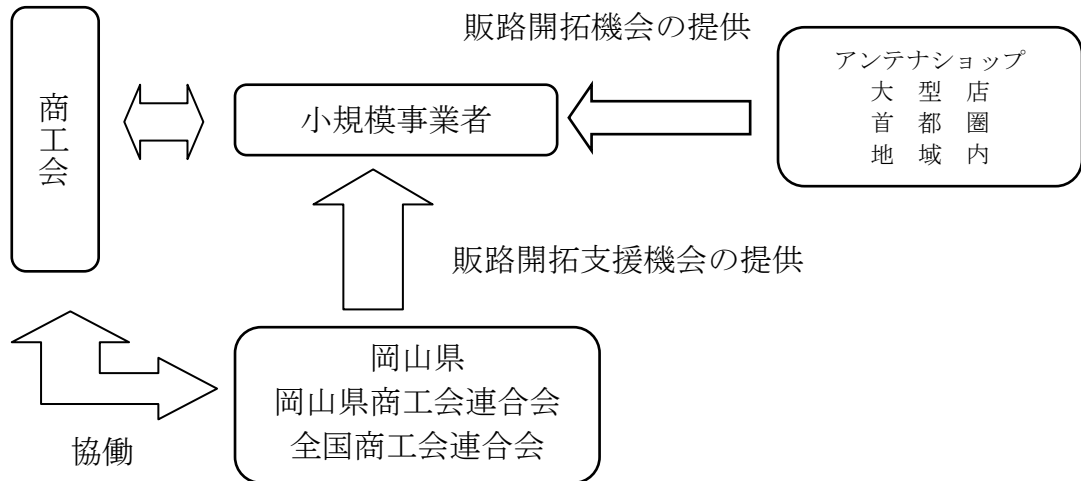 販路開拓機会の提供
アンテナショップ
大　型　店
首　都　圏
地　域　内
商工会
小規模事業者
販路開拓支援機会の提供
岡山県
岡山県商工会連合会
全国商工会連合会
協働